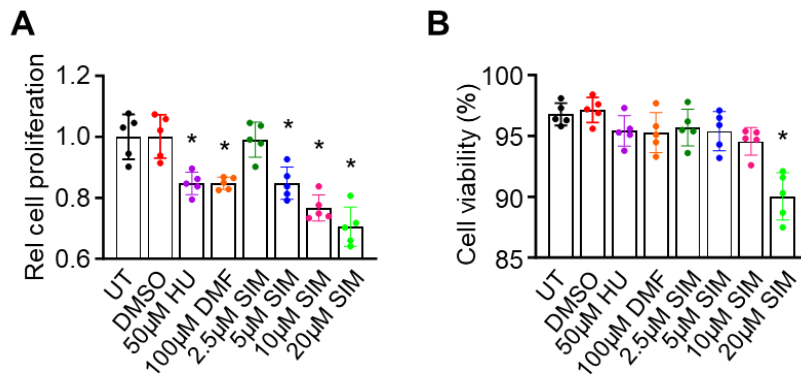 A
B
Rel cell proliferation
1.2
1.0
0.8
0.6
* * * * *
UT
DMSO
50µM HU
100µM DMF
2.5µM SIM
5µM SIM
10µM SIM
20µM SIM
Cell viability (%)
100
95
90
85
*
UT
DMSO
50µM HU
100µM DMF
2.5µM SIM
5µM SIM
10µM SIM
20µM SIM